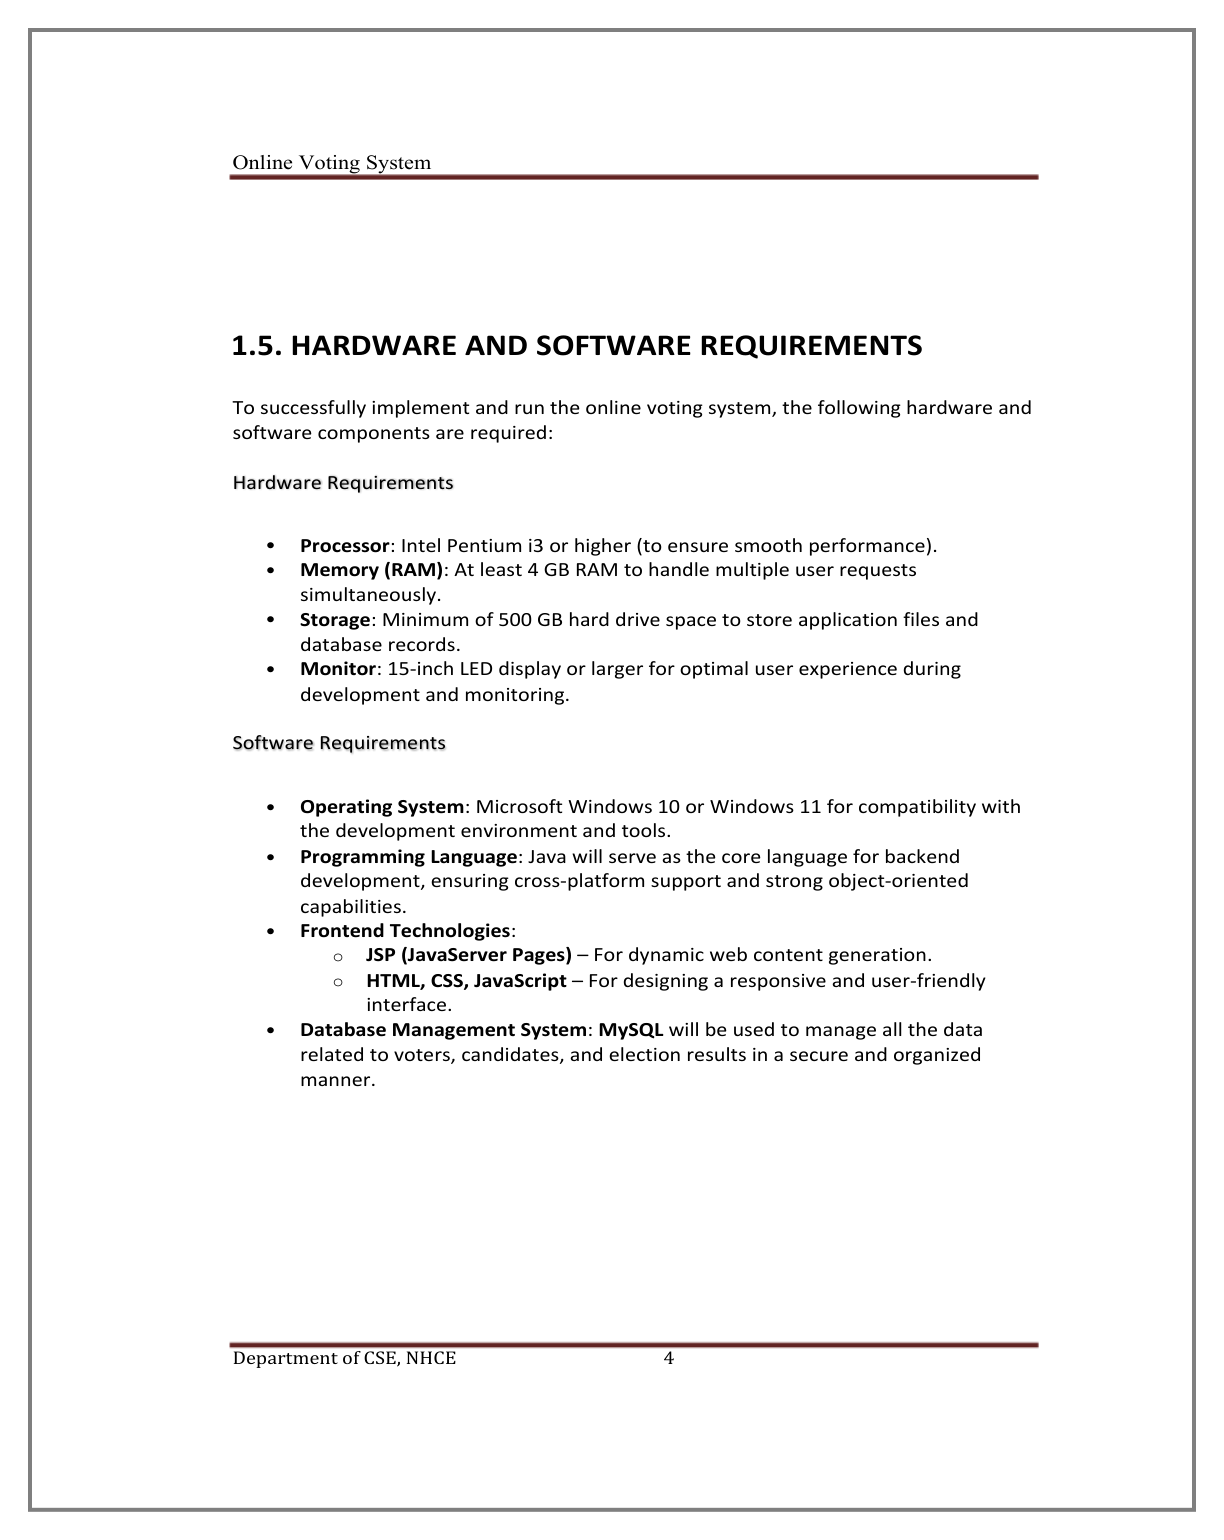 Online Voting System
1.5. HARDWARE AND SOFTWARE REQUIREMENTS
To successfully implement and run the online voting system, the following hardware and
software components are required:
Hardware Requirements
• Processor: Intel Pentium i3 or higher (to ensure smooth performance).
• Memory (RAM): At least 4 GB RAM to handle multiple user requests
simultaneously.
• Storage: Minimum of 500 GB hard drive space to store application files and
database records.
• Monitor: 15-inch LED display or larger for optimal user experience during
development and monitoring.
Software Requirements
• Operating System: Microsoft Windows 10 or Windows 11 for compatibility with
the development environment and tools.
• Programming Language: Java will serve as the core language for backend
development, ensuring cross-platform support and strong object-oriented
capabilities.
• Frontend Technologies:
○ JSP (JavaServer Pages) – For dynamic web content generation.
○ HTML, CSS, JavaScript – For designing a responsive and user-friendly
interface.
• Database Management System: MySQL will be used to manage all the data
related to voters, candidates, and election results in a secure and organized
manner.
Department of CSE, NHCE 4